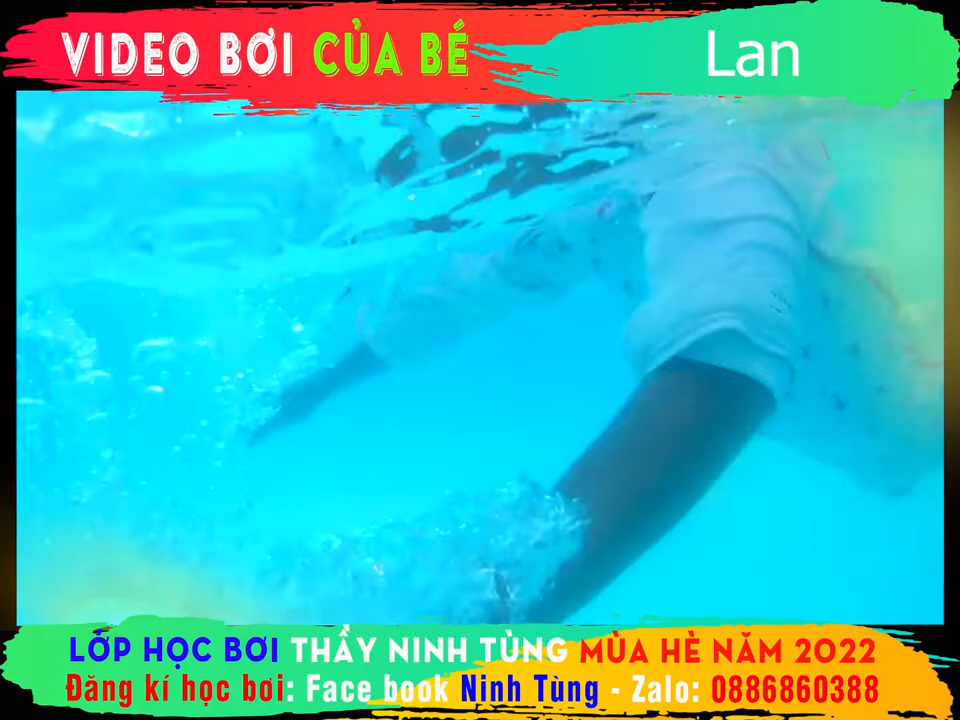 VIDEO BƠI CỦA BÉ
Lan
LỚP HỌC BƠI THẦY NINH TÙNG MÙA HÈ NĂM 2022
Đăng kí học bơi: Face book Ninh Tùng - Zalo: 0886860388